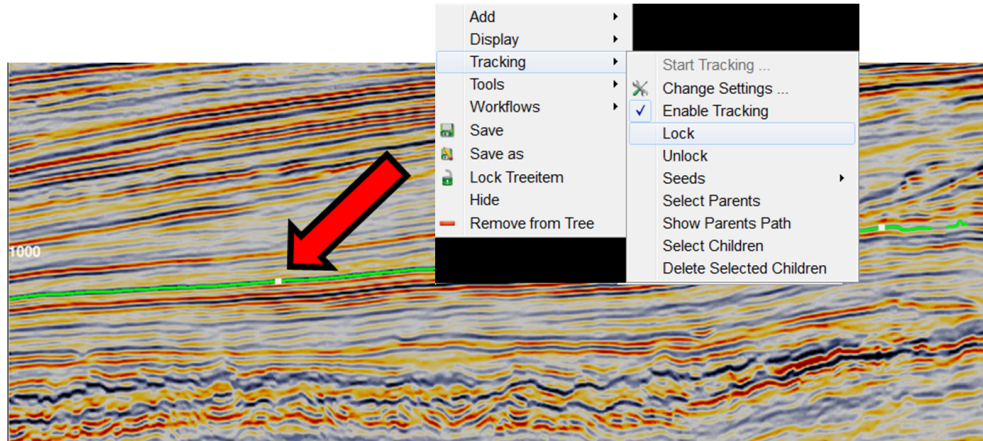 Add
Display
Tracking
Tools
Workflows
Save
Save as
Lock Treeitem
Hide
Remove from Tree
Start Tracking ...
Change Settings ...
Enable Tracking
Lock
Unlock
Seeds
Select Parents
Show Parents Path
Select Children
Delete Selected Children
1000